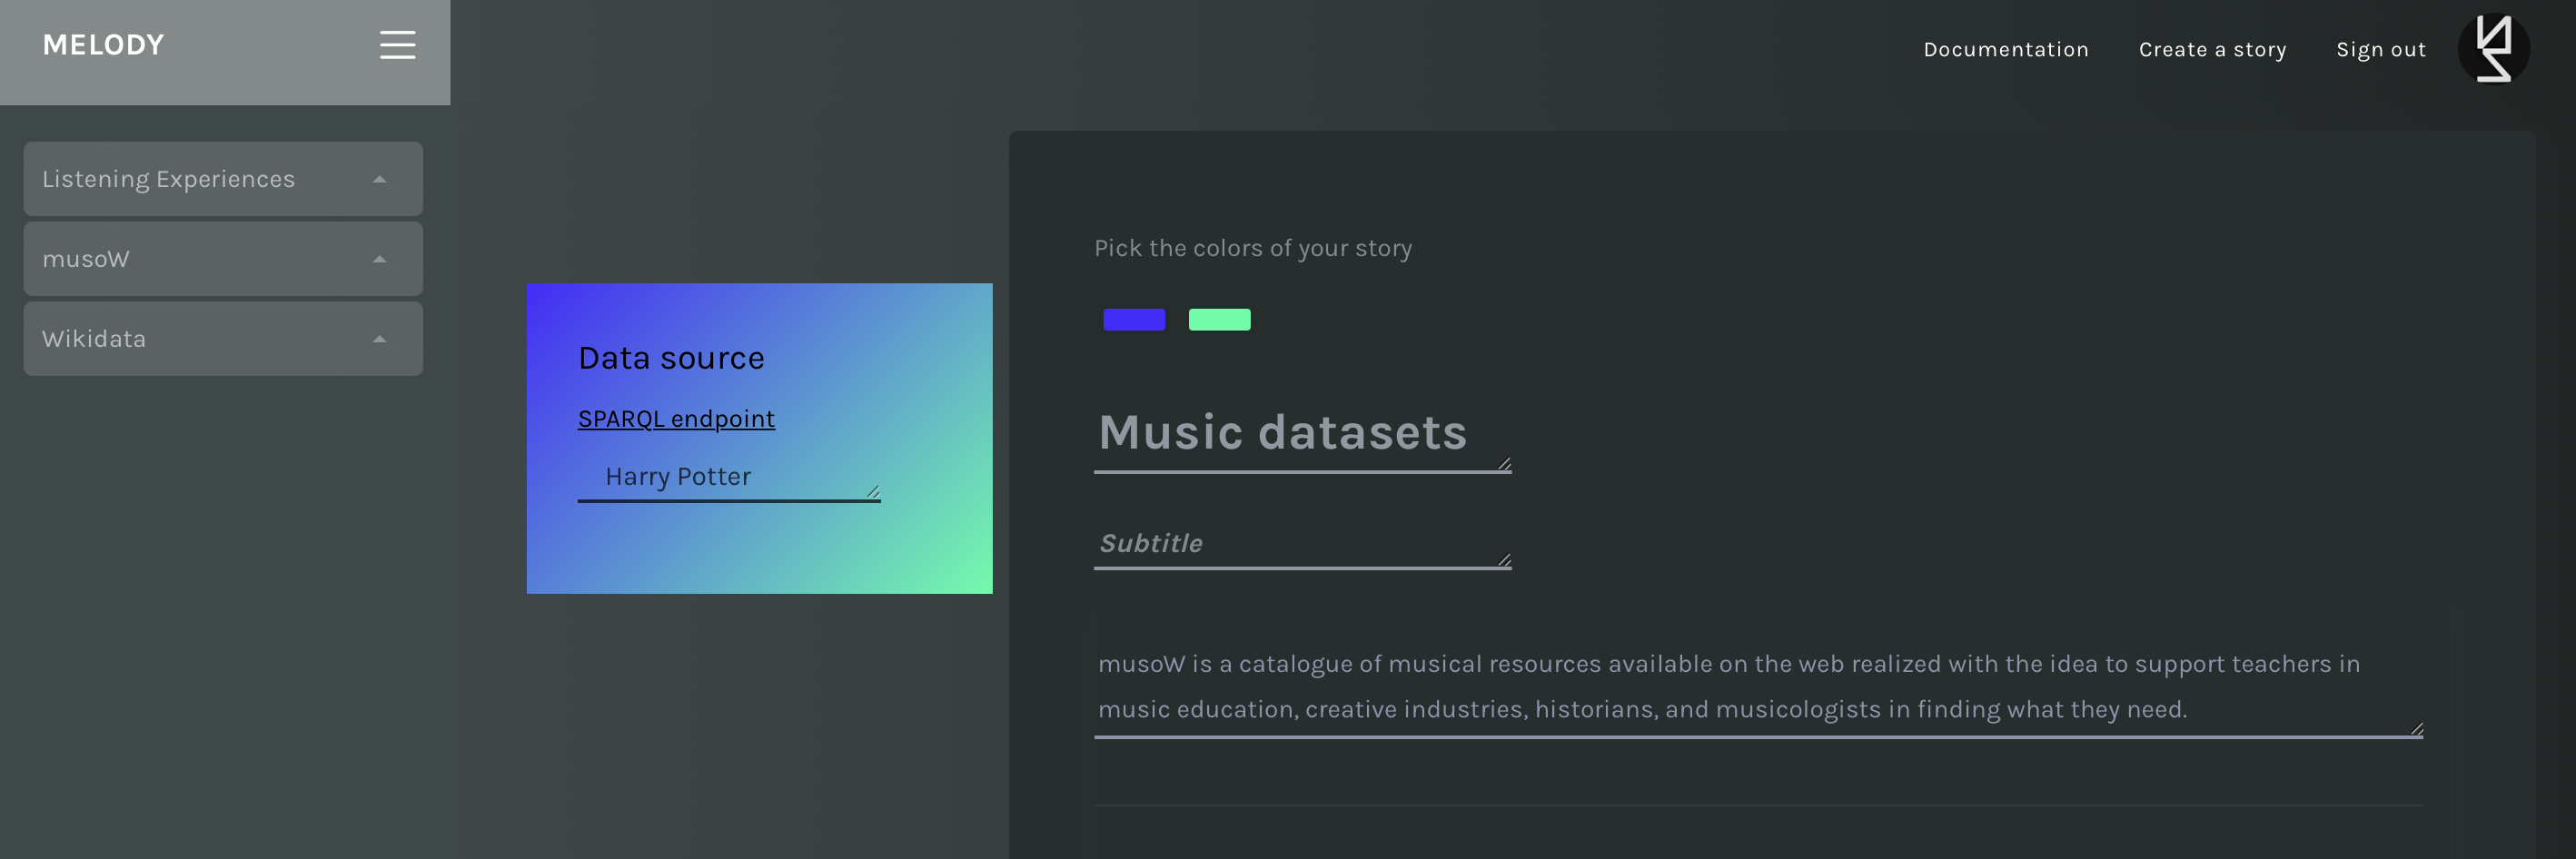 MELODY
Documentation
Create a story
Sign out
Listening Experiences
musoW
Wikidata
Data source
SPARQL endpoint
Harry Potter
Pick the colors of your story
Music datasets
Subtitle
musoW is a catalogue of musical resources available on the web realized with the idea to support teachers in
music education, creative industries, historians, and musicologists in finding what they need.